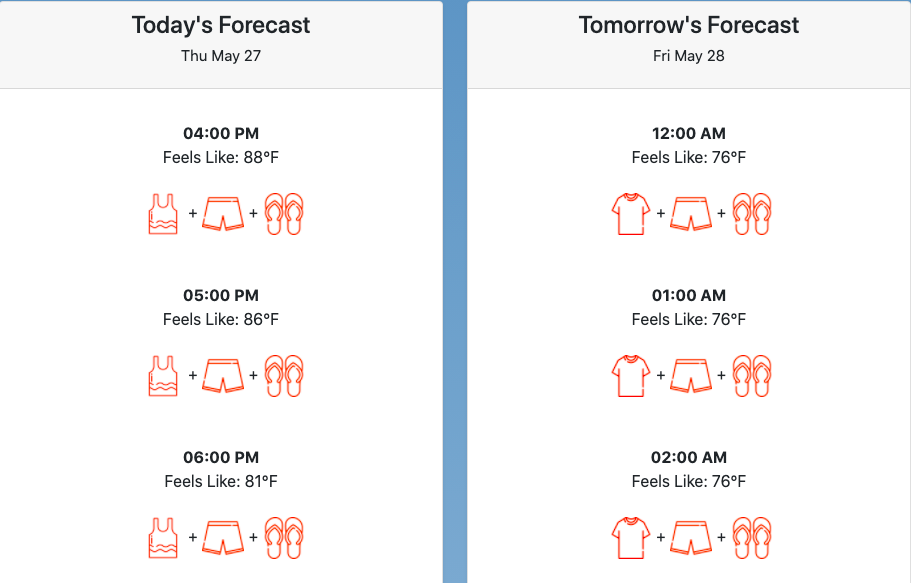 Today's Forecast
Thu May 27
04:00 PM
Feels Like: 88°F
+ +
05:00 PM
Feels Like: 86°F
+ +
06:00 PM
Feels Like: 81°F
+ +
Tomorrow's Forecast
Fri May 28
12:00 AM
Feels Like: 76°F
+ +
01:00 AM
Feels Like: 76°F
+ +
02:00 AM
Feels Like: 76°F
+ +